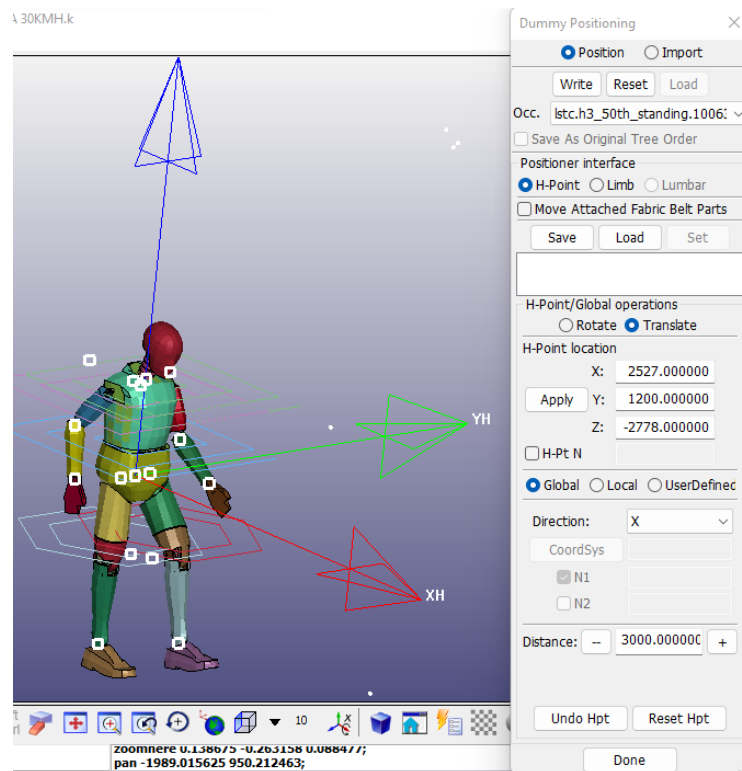 A 30KMH.k
YH
XH
10
zoomnere 0.138675 -0.263158 0.088477;
pan -1989.015625 950.212463;
Dummy Positioning
Position Import
Write Reset Load
Occ. lstc.h3_50th_standing.10063
Save As Original Tree Order
Positioner interface
H-Point Limb Lumbar
Move Attached Fabric Belt Parts
Save Load Set
H-Point/Global operations
Rotate Translate
H-Point location
X: 2527.000000
Apply Y: 1200.000000
Z: -2778.000000
H-Pt N
Global Local UserDefined
Direction: X
CoordSys
N1
N2
Distance: -- 3000.000000 +
Undo Hpt Reset Hpt
Done